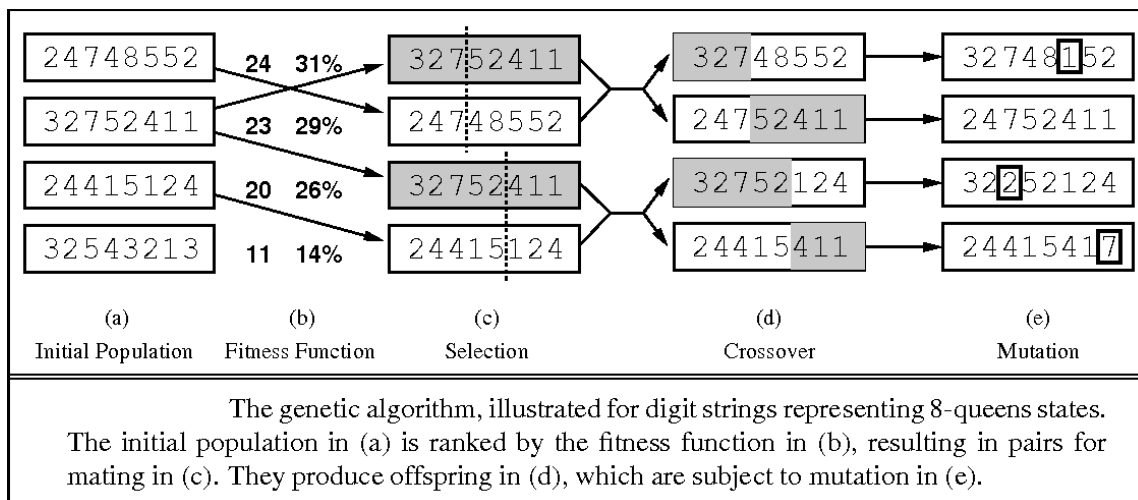 24748552 24 31% 32752411 32748552 32748152
32752411 23 29% 24748552 24752411 24752411
24415124 20 26% 32752411 32752124 32252124
32543213 11 14% 24415124 24415411 24415417
(a) (b) (c) (d) (e)
Initial Population Fitness Function Selection Crossover Mutation
The genetic algorithm, illustrated for digit strings representing 8-queens states.
The initial population in (a) is ranked by the fitness function in (b), resulting in pairs for
mating in (c). They produce offspring in (d), which are subject to mutation in (e).